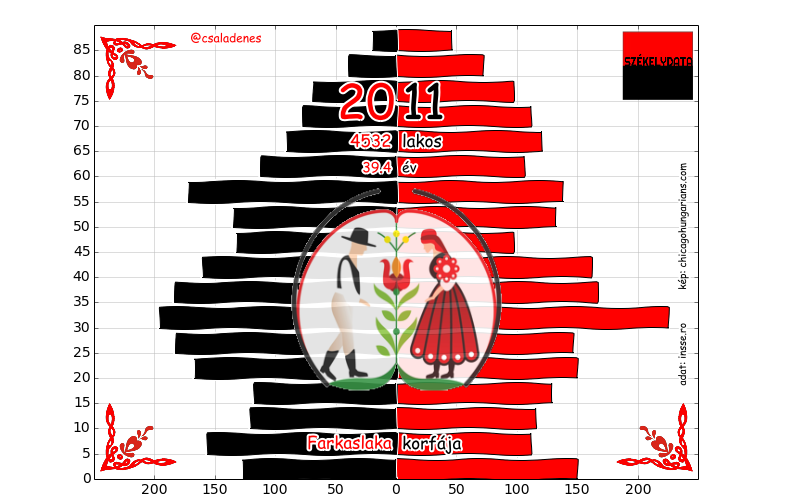 @csaladenes
SZÉKELYDATA
2011
4532 lakos
39.4 év
kép: chicagohungarians.com
adat: insse.ro
Farkaslaka korfája
85
80
75
70
65
60
55
50
45
40
35
30
25
20
15
10
5
0
200 150 100 50 0 50 100 150 200